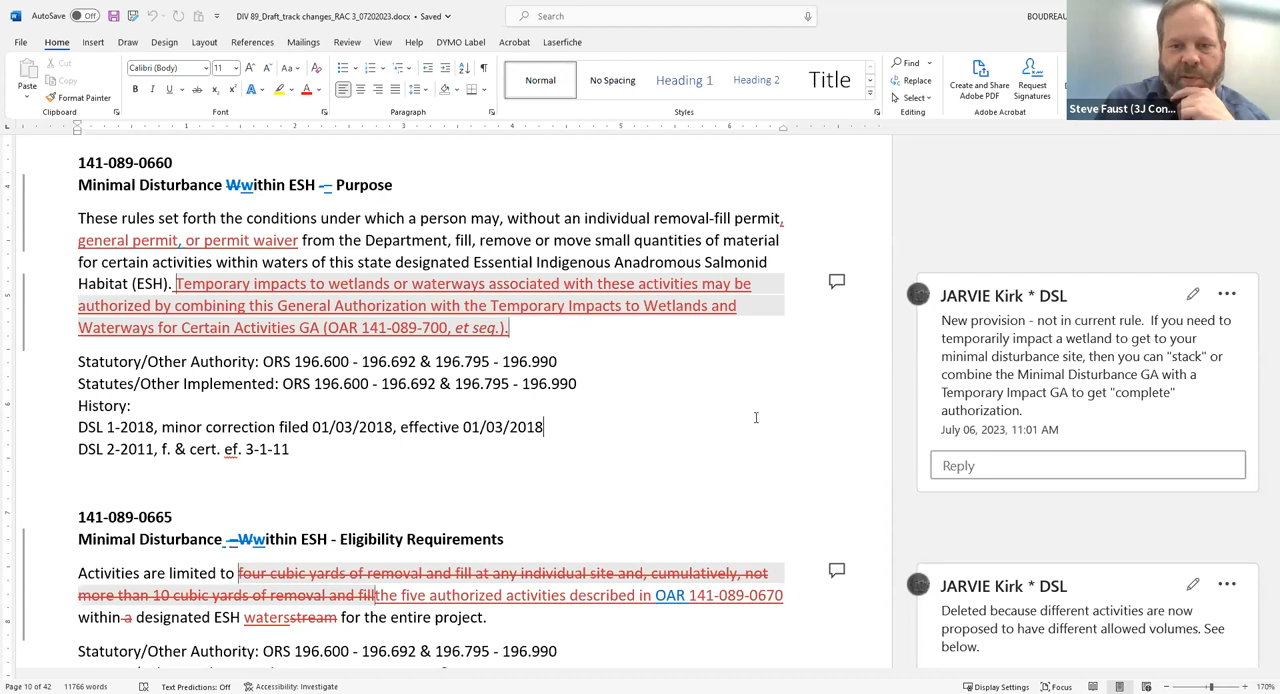 AutoSave Off DIV 89_Draft_track changes_RAC 3_07202023.docx • Saved Search BOUDREAU
File Home Insert Draw Design Layout References Mailings Review View Help DYMO Label Acrobat Laserfiche
Paste Cut Copy Format Painter Calibri (Body) 11 Normal No Spacing Heading 1 Heading 2 Title Find Replace Select Create and Share Adobe PDF Request Signatures
Clipboard Font Paragraph Styles Editing Adobe Acrobat
Steve Faust (3J Con...
141-089-0660
Minimal Disturbance Wwithin ESH -– Purpose
These rules set forth the conditions under which a person may, without an individual removal-fill permit,
general permit, or permit waiver from the Department, fill, remove or move small quantities of material
for certain activities within waters of this state designated Essential Indigenous Anadromous Salmonid
Habitat (ESH). Temporary impacts to wetlands or waterways associated with these activities may be
authorized by combining this General Authorization with the Temporary Impacts to Wetlands and
Waterways for Certain Activities GA (OAR 141-089-700, et seq.).
Statutory/Other Authority: ORS 196.600 - 196.692 & 196.795 - 196.990
Statutes/Other Implemented: ORS 196.600 - 196.692 & 196.795 - 196.990
History:
DSL 1-2018, minor correction filed 01/03/2018, effective 01/03/2018
DSL 2-2011, f. & cert. ef. 3-1-11
141-089-0665
Minimal Disturbance –Wwithin ESH - Eligibility Requirements
Activities are limited to four cubic yards of removal and fill at any individual site and, cumulatively, not
more than 10 cubic yards of removal and fillthe five authorized activities described in OAR 141-089-0670
within a designated ESH watersstream for the entire project.
Statutory/Other Authority: ORS 196.600 - 196.692 & 196.795 - 196.990
JARVIE Kirk * DSL
New provision - not in current rule. If you need to
temporarily impact a wetland to get to your
minimal disturbance site, then you can "stack" or
combine the Minimal Disturbance GA with a
Temporary Impact GA to get "complete"
authorization.
July 06, 2023, 11:01 AM
Reply
JARVIE Kirk * DSL
Deleted because different activities are now
proposed to have different allowed volumes. See
below.
Page 10 of 42 11766 words Text Predictions: Off Accessibility: Investigate Display Settings Focus 170%